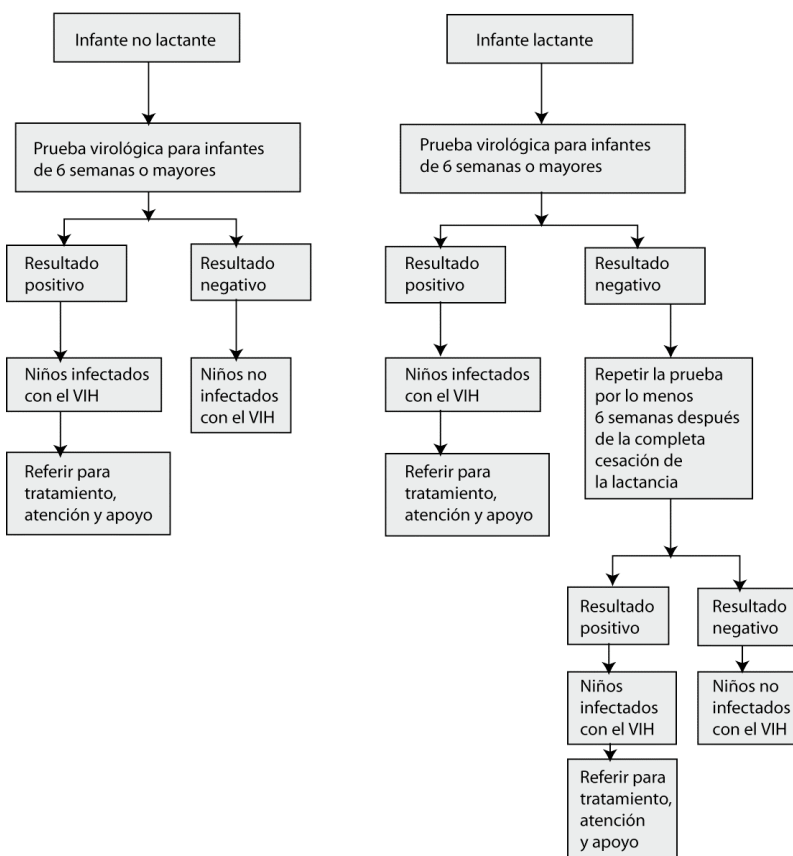 Infante no lactante
Prueba virológica para infantes
de 6 semanas o mayores
Resultado
positivo
Resultado
negativo
Niños infectados
con el VIH
Niños no
infectados
con el VIH
Referir para
tratamiento,
atención y apoyo
Infante lactante
Prueba virológica para infantes
de 6 semanas o mayores
Resultado
positivo
Resultado
negativo
Niños infectados
con el VIH
Repetir la prueba
por lo menos
6 semanas después
de la completa
cesación de
la lactancia
Referir para
tratamiento,
atención y apoyo
Resultado
positivo
Resultado
negativo
Niños
infectados
con el VIH
Niños no
infectados
con el VIH
Referir para
tratamiento,
atención
y apoyo